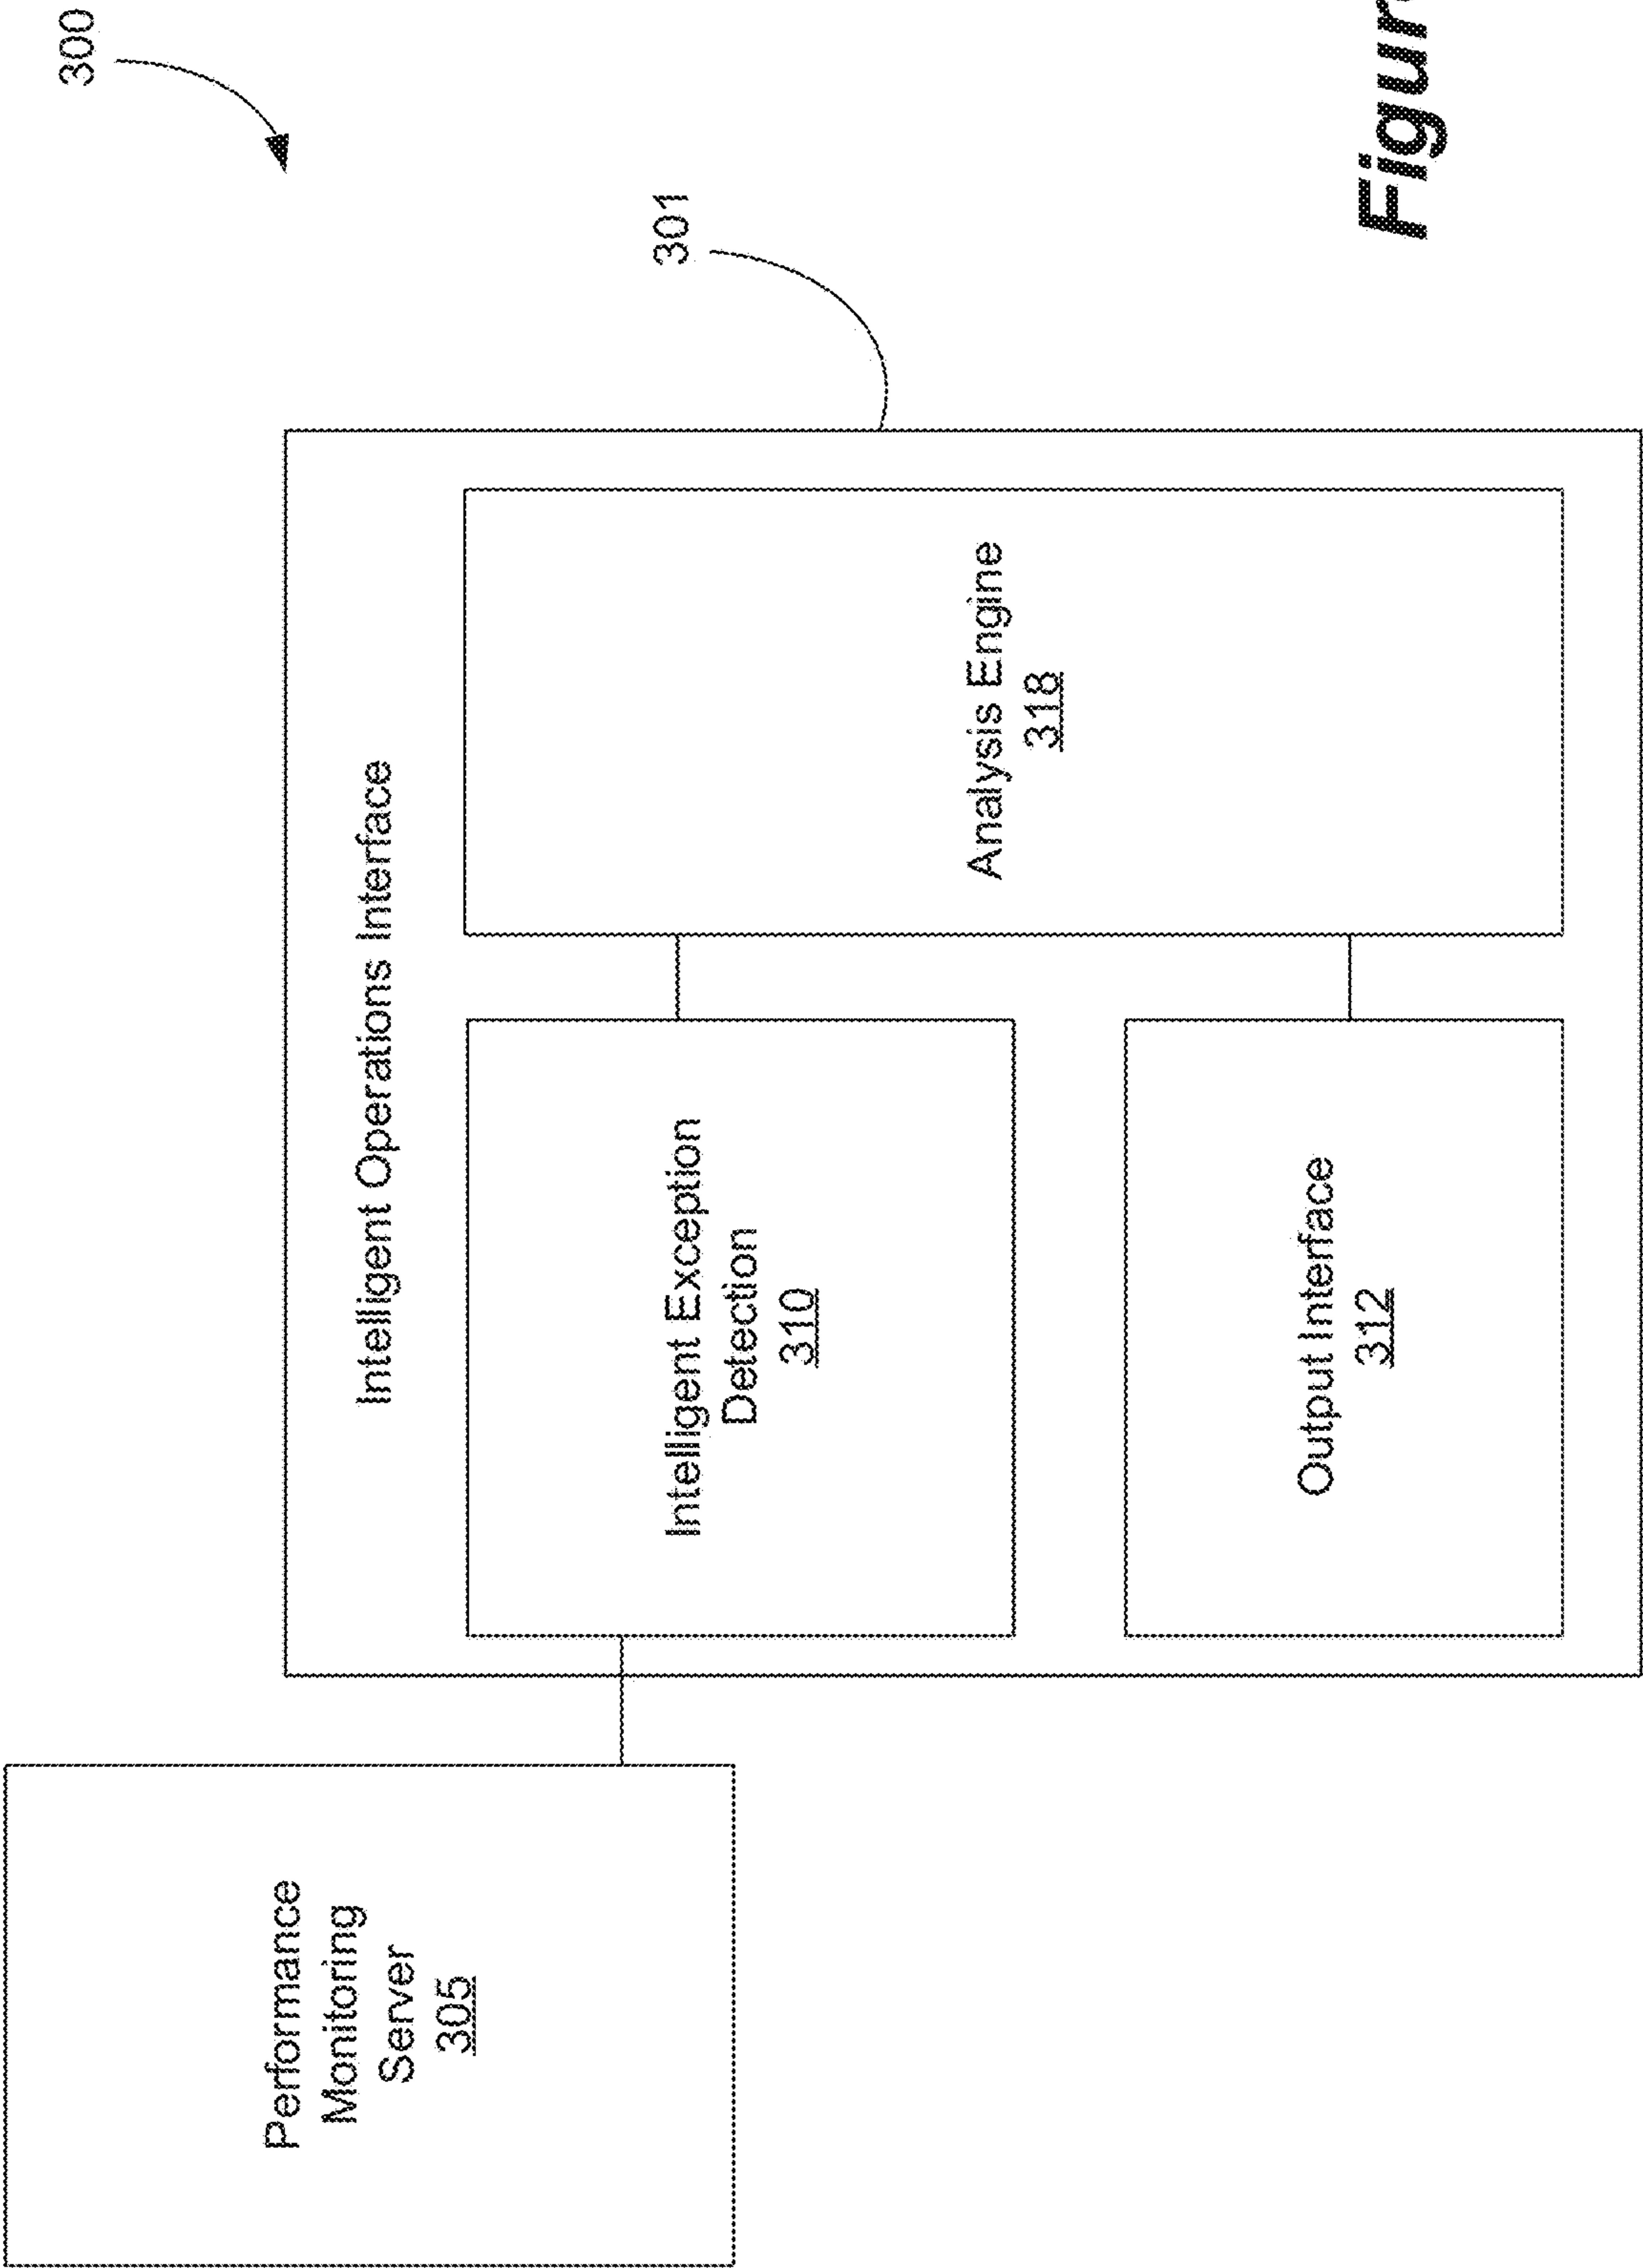 300
301
Performance
Monitoring
Server
305
Intelligent Operations Interface
Intelligent Exception
Detection
310
Analysis Engine
318
Output Interface
312